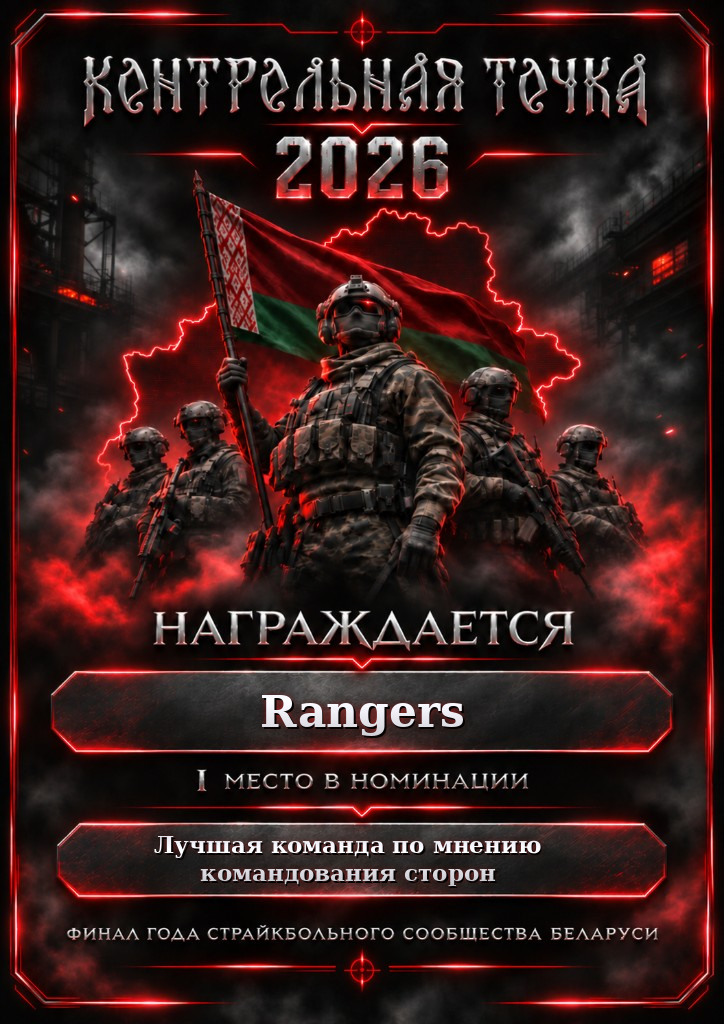 КОНТРОЛЬНАЯ ТОЧКА
2026
НАГРАЖДАЕТСЯ
Rangers
I МЕСТО В НОМИНАЦИИ
Лучшая команда по мнению
командования сторон
ФИНАЛ ГОДА СТРАЙКБОЛЬНОГО СООБЩЕСТВА БЕЛАРУСИ